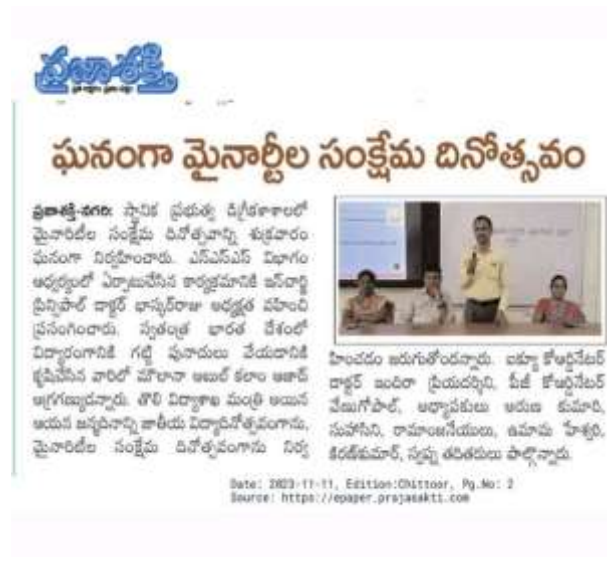 ప్రజాశక్తి
ఘనంగా మైనార్టీల సంక్షేమ దినోత్సవం
ప్రజాశక్తి-నగరి: స్థానిక ప్రభుత్వ డిగ్రీకళాశాలలో
మైనారిటీల సంక్షేమ దినోత్సవాన్ని శుక్రవారం
ఘనంగా నిర్వహించారు. ఎన్ఎస్ఎస్ విభాగం
ఆధ్వర్యంలో ఏర్పాటుచేసిన కార్యక్రమానికి ఇన్‌చార్జి
ప్రిన్సిపాల్ డాక్టర్ భాస్కర్‌రాజు అధ్యక్షత వహించి
ప్రసంగించారు. స్వతంత్ర భారత దేశంలో
విద్యారంగానికి గట్టి పునాదులు వేయడానికి
కృషిచేసిన వారిలో మౌలానా అబుల్ కలాం ఆజాద్
అగ్రగణ్యుడన్నారు. తొలి విద్యాశాఖ మంత్రి అయిన
ఆయన జన్మదినాన్ని జాతీయ విద్యాదినోత్సవంగాను,
మైనారిటీల సంక్షేమ దినోత్సవంగాను నిర్వ
హించడం జరుగుతోందన్నారు. ఐక్యూ కోఆర్డినేటర్
డాక్టర్ ఇందిరా ప్రియదర్శిని, పీజీ కోఆర్డినేటర్
వేణుగోపాల్, అధ్యాపకులు అరుణ కుమారి,
సుహాసిని, రామాంజనేయులు, ఉమామ హేశ్వరి,
కిరణ్‌కుమార్, స్వప్న తదితరులు పాల్గొన్నారు.
Date: 2023-11-11, Edition:Chittoor, Pg.No: 2
Source: https://epaper.prajasakti.com